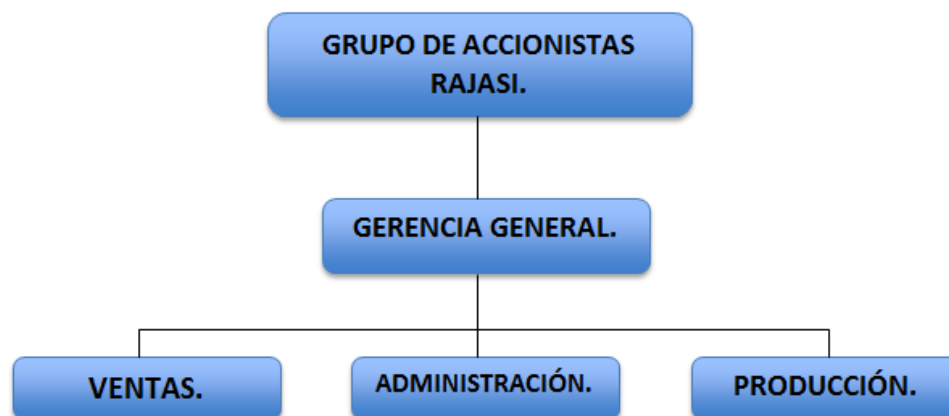 GRUPO DE ACCIONISTAS
RAJASI.
GERENCIA GENERAL.
VENTAS.
ADMINISTRACIÓN.
PRODUCCIÓN.